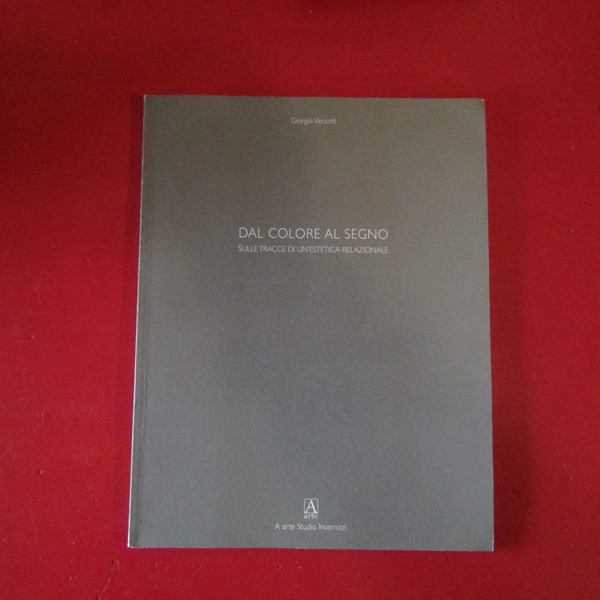 Giorgio Verzotti
DAL COLORE AL SEGNO
SULLE TRACCE DI UN'ESTETICA RELAZIONALE
A
arte
A arte Studio Invernizzi